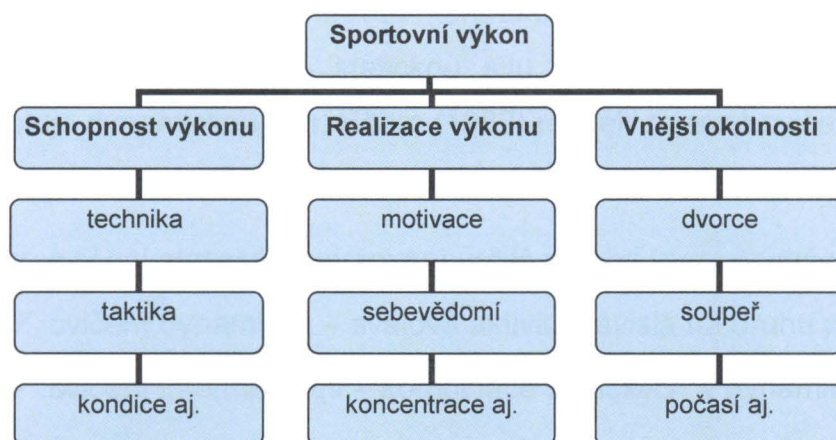 Sportovní výkon
Schopnost výkonu
Realizace výkonu
Vnější okolnosti
technika
motivace
dvorce
taktika
sebevědomí
soupeř
kondice aj.
koncentrace aj.
počasí aj.